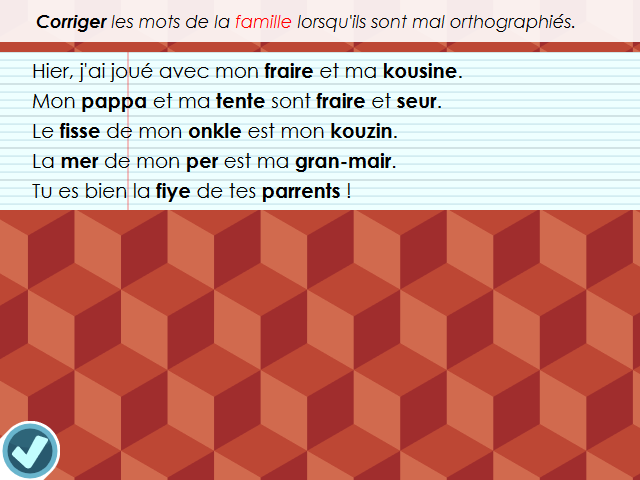 Corriger les mots de la famille lorsqu'ils sont mal orthographiés.
Hier, j'ai joué avec mon fraire et ma kousine.
Mon pappa et ma tente sont fraire et seur.
Le fisse de mon onkle est mon kouzin.
La mer de mon per est ma gran-mair.
Tu es bien la fiye de tes parrents !